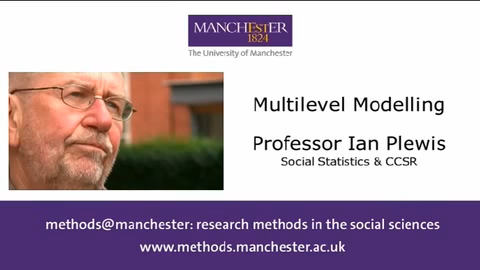 MANCHESTER
1824
The University of Manchester
Multilevel Modelling
Professor Ian Plewis
Social Statistics & CCSR
methods@manchester: research methods in the social sciences
www.methods.manchester.ac.uk